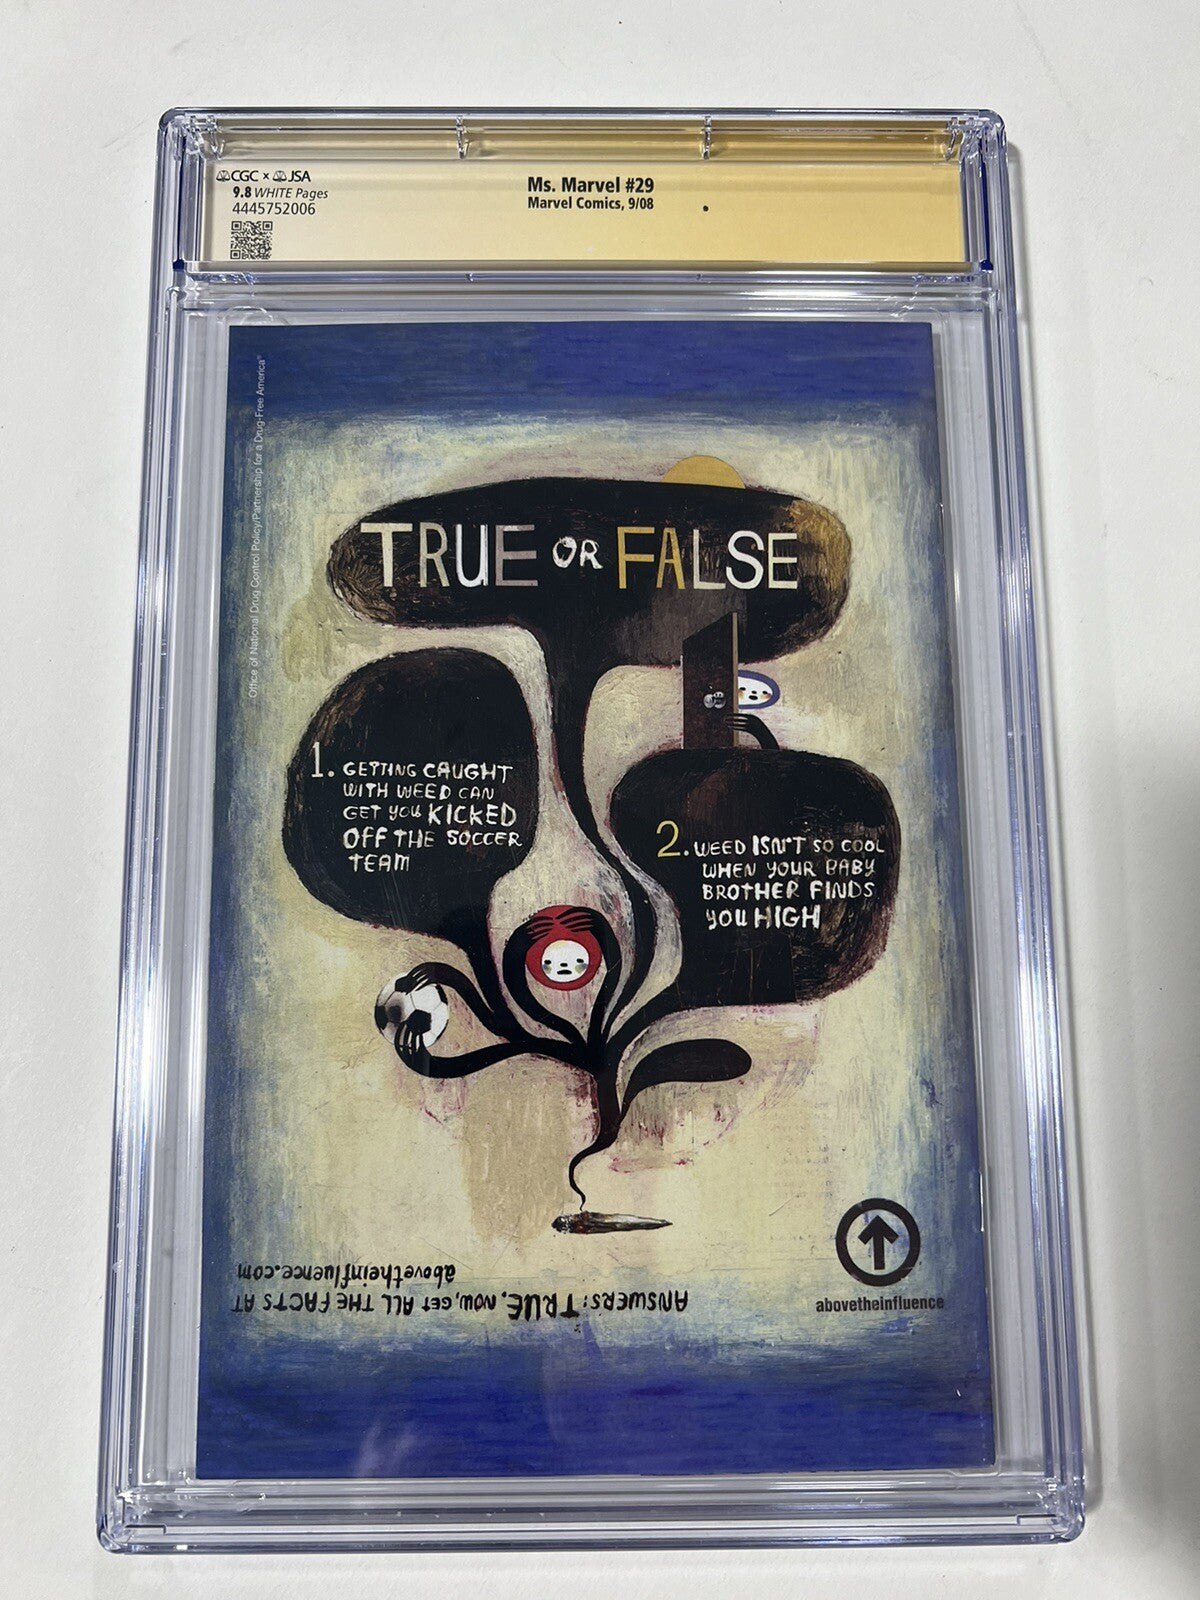 CGC x JSA
9.8 WHITE Pages
4445752006
Ms. Marvel #29
Marvel Comics, 9/08
Office of National Drug Control Policy/Partnership for a Drug-Free America®
TRUE OR FALSE
1. GETTING CAUGHT
WITH WEED CAN
GET YOU KICKED
OFF THE SOCCER
TEAM
2. WEED ISN'T SO COOL
WHEN YOUR BABY
BROTHER FINDS
YOU HIGH
abovetheinfluence
ANSWERS: TRUE. NOW, GET ALL THE FACTS AT
abovetheinfluence.com